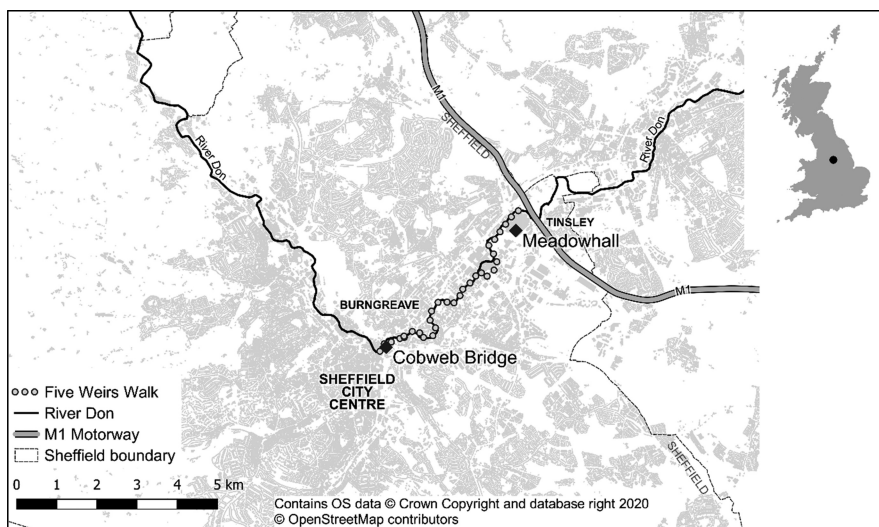 M1
SHEFFIELD
River Don
River Don
TINSLEY
Meadowhall
M1
BURNGREAVE
Cobweb Bridge
SHEFFIELD
CITY
CENTRE
SHEFFIELD
Five Weirs Walk
River Don
M1 Motorway
Sheffield boundary
0 1 2 3 4 5 km
Contains OS data © Crown Copyright and database right 2020
© OpenStreetMap contributors